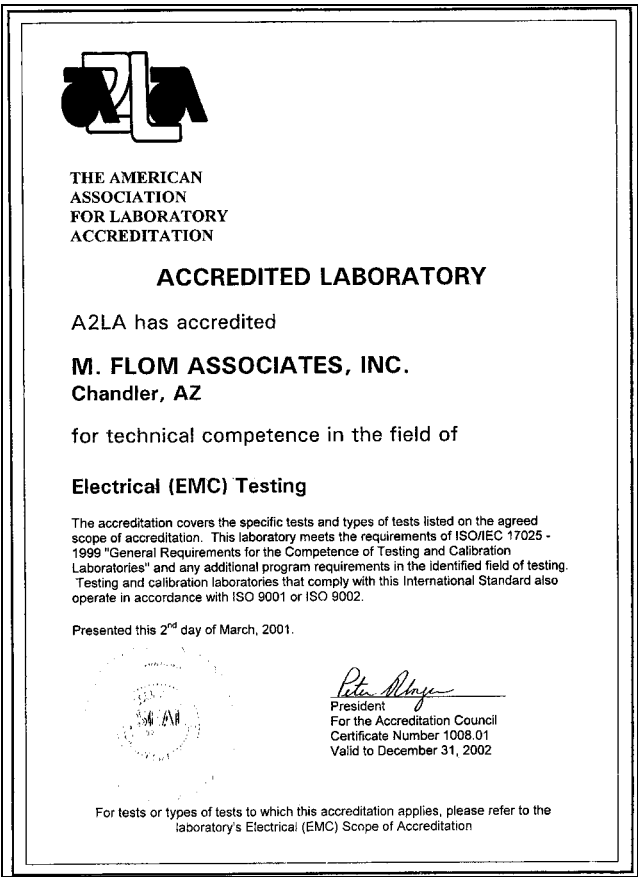 A2LA
THE AMERICAN
ASSOCIATION
FOR LABORATORY
ACCREDITATION
ACCREDITED LABORATORY
A2LA has accredited
M. FLOM ASSOCIATES, INC.
Chandler, AZ
for technical competence in the field of
Electrical (EMC) Testing
The accreditation covers the specific tests and types of tests listed on the agreed
scope of accreditation. This laboratory meets the requirements of ISO/IEC 17025 -
1999 "General Requirements for the Competence of Testing and Calibration
Laboratories" and any additional program requirements in the identified field of testing.
Testing and calibration laboratories that comply with this International Standard also
operate in accordance with ISO 9001 or ISO 9002.
Presented this 2nd day of March, 2001.
SEAL
Peter
President
For the Accreditation Council
Certificate Number 1008.01
Valid to December 31, 2002
For tests or types of tests to which this accreditation applies, please refer to the
laboratory's Electrical (EMC) Scope of Accreditation